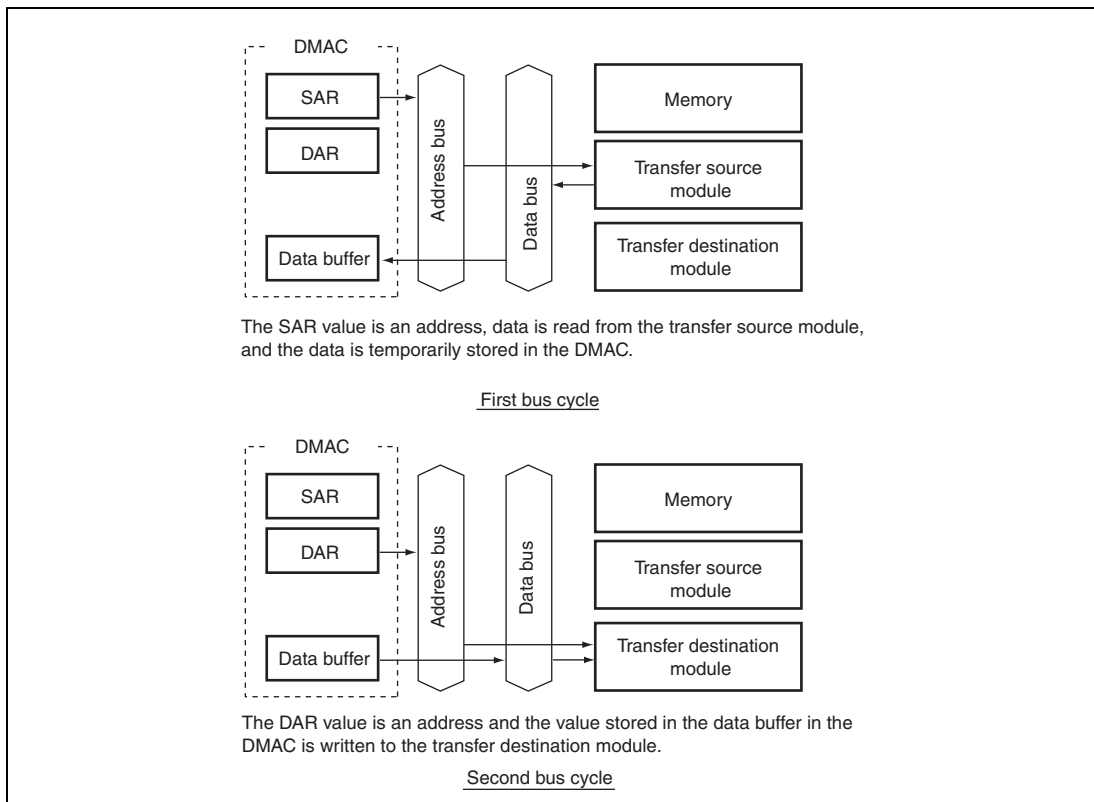 DMAC
SAR
DAR
Data buffer
Address bus
Data bus
Memory
Transfer source
module
Transfer destination
module
The SAR value is an address, data is read from the transfer source module,
and the data is temporarily stored in the DMAC.
First bus cycle
DMAC
SAR
DAR
Data buffer
Address bus
Data bus
Memory
Transfer source
module
Transfer destination
module
The DAR value is an address and the value stored in the data buffer in the
DMAC is written to the transfer destination module.
Second bus cycle